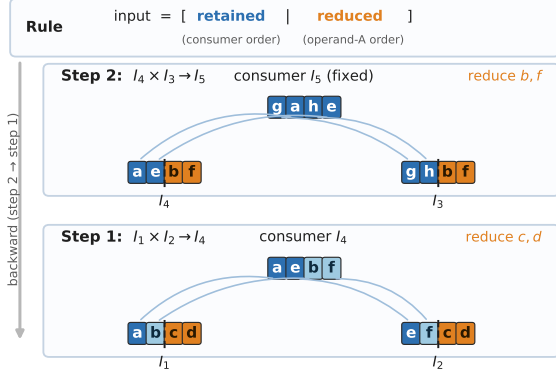 Rule
input = [ retained | reduced ]
(consumer order) (operand-A order)
backward (step 2 → step 1)
Step 2: I₄ × I₃ → I₅ consumer I₅ (fixed) reduce b, f
g a h e
a e b f g h b f
I₄ I₃
Step 1: I₁ × I₂ → I₄ consumer I₄ reduce c, d
a e b f
a b c d e f c d
I₁ I₂